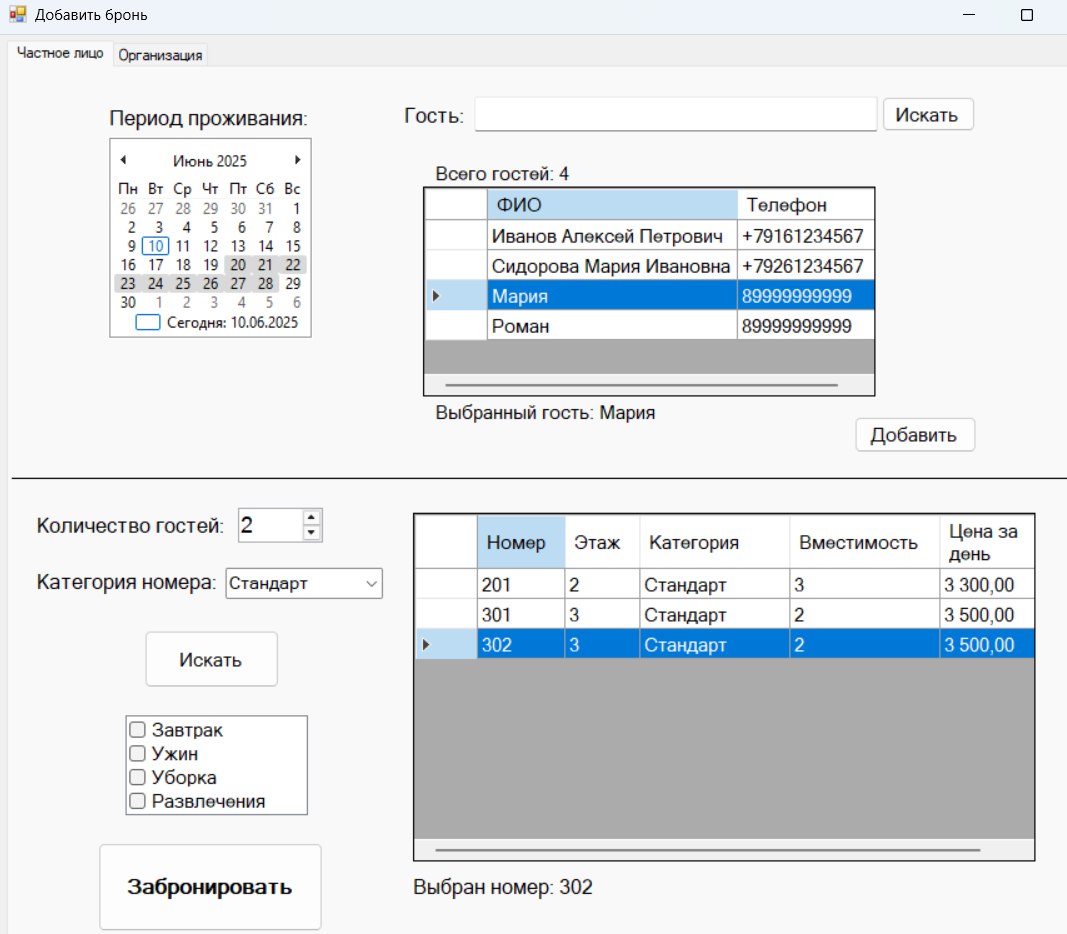 Добавить бронь
Частное лицо
Организация
Период проживания:
Июнь 2025
Пн Вт Ср Чт Пт Сб Вс
26 27 28 29 30 31 1
2 3 4 5 6 7 8
9 10 11 12 13 14 15
16 17 18 19 20 21 22
23 24 25 26 27 28 29
30 1 2 3 4 5 6
Сегодня: 10.06.2025
Гость:
Искать
Всего гостей: 4
ФИО Телефон
Иванов Алексей Петрович +79161234567
Сидорова Мария Ивановна +79261234567
Мария 89999999999
Роман 89999999999
Выбранный гость: Мария
Добавить
Количество гостей: 2
Категория номера: Стандарт
Искать
Завтрак
Ужин
Уборка
Развлечения
Забронировать
Номер Этаж Категория Вместимость Цена за
день
201 2 Стандарт 3 3 300,00
301 3 Стандарт 2 3 500,00
302 3 Стандарт 2 3 500,00
Выбран номер: 302